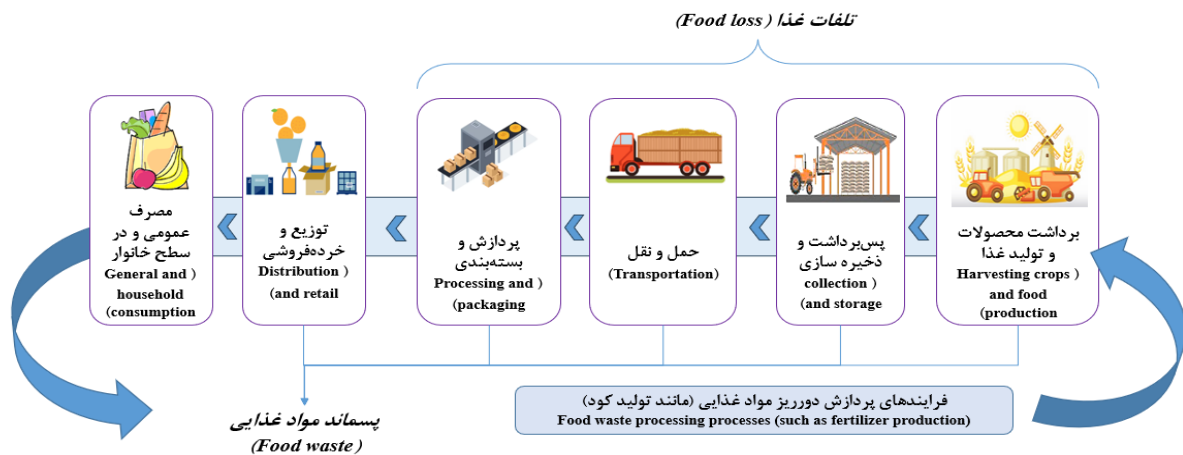 تلفات غذا (Food loss)
برداشت محصولات
و تولید غذا
(Harvesting crops
and food
production)
پس‌برداشت و
ذخیره سازی
(collection
and storage)
حمل و نقل
(Transportation)
پردازش و
بسته‌بندی
(Processing and
packaging)
توزیع و
خرده‌فروشی
(Distribution
and retail)
مصرف
عمومی و در
سطح خانوار
(General and
household
consumption)
فرایندهای پردازش دورریز مواد غذایی (مانند تولید کود)
Food waste processing processes (such as fertilizer production)
پسماند مواد غذایی
(Food waste)